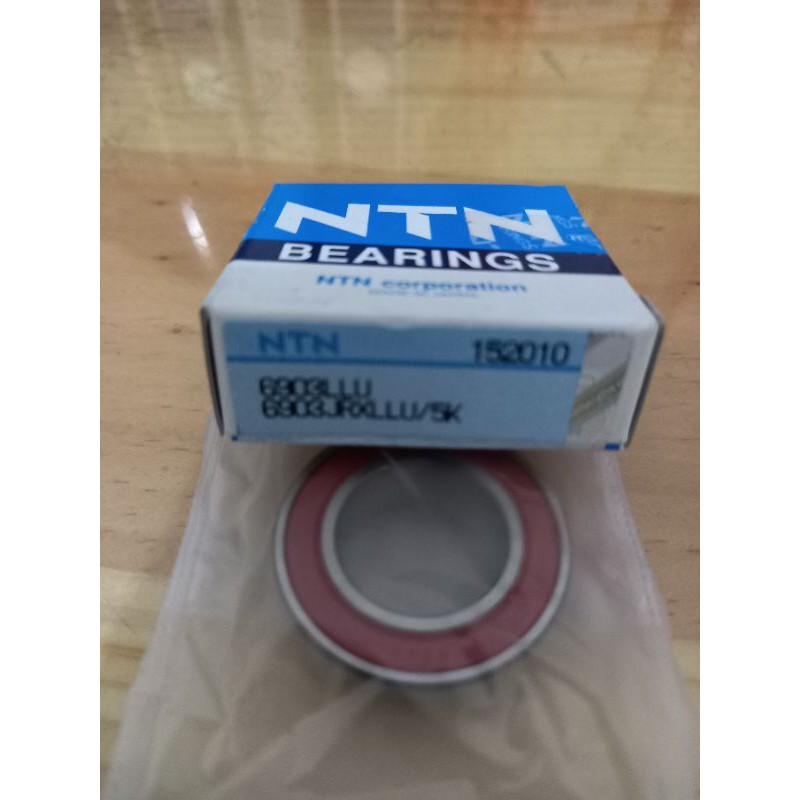 NTN
BEARINGS
NTN corporation
NTN 152010
6903LLU
6903JRXLLU/5K